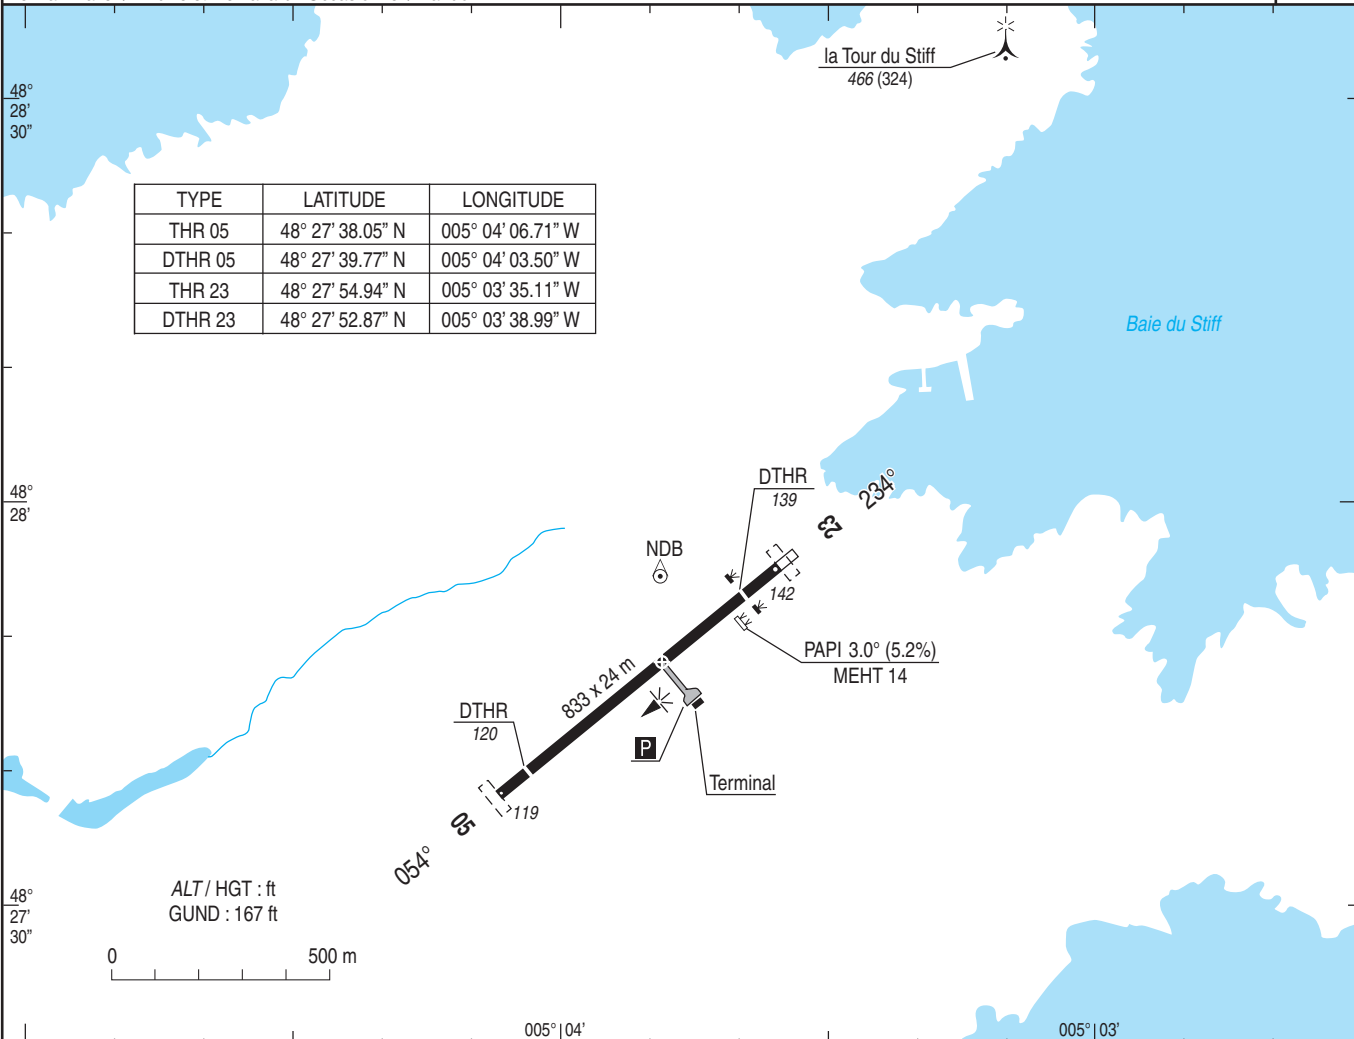 la Tour du Stiff
466 (324)
48°
28'
30"
TYPE LATITUDE LONGITUDE
THR 05 48° 27' 38.05" N 005° 04' 06.71" W
DTHR 05 48° 27' 39.77" N 005° 04' 03.50" W
THR 23 48° 27' 54.94" N 005° 03' 35.11" W
DTHR 23 48° 27' 52.87" N 005° 03' 38.99" W
Baie du Stiff
48°
28'
DTHR
139
234°
23
NDB
142
PAPI 3.0° (5.2%)
MEHT 14
833 x 24 m
DTHR
120
P
Terminal
119
05
054°
ALT / HGT : ft
GUND : 167 ft
48°
27'
30"
0 500 m
005° 04'
005° 03'